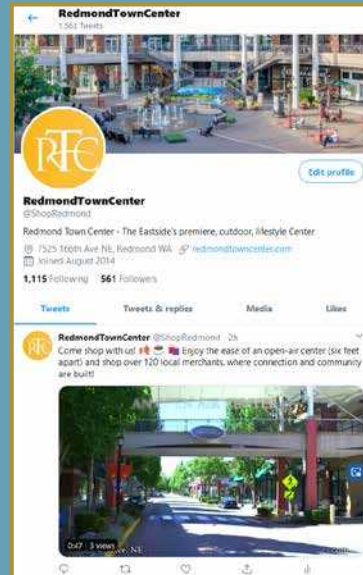 RedmondTownCenter
1,561 Tweets
RTC
Edit profile
RedmondTownCenter
@ShopRedmond
Redmond Town Center - The Eastside's premiere, outdoor, lifestyle Center
7525 166th Ave NE, Redmond WA redmondtowncenter.com
Joined August 2014
1,115 Following 561 Followers
Tweets Tweets & replies Media Likes
RTC
RedmondTownCenter @ShopRedmond · 2h
Come shop with us! Enjoy the ease of an open-air center (six feet
apart) and shop over 120 local merchants, where connection and community
are built!
0:47 3 views